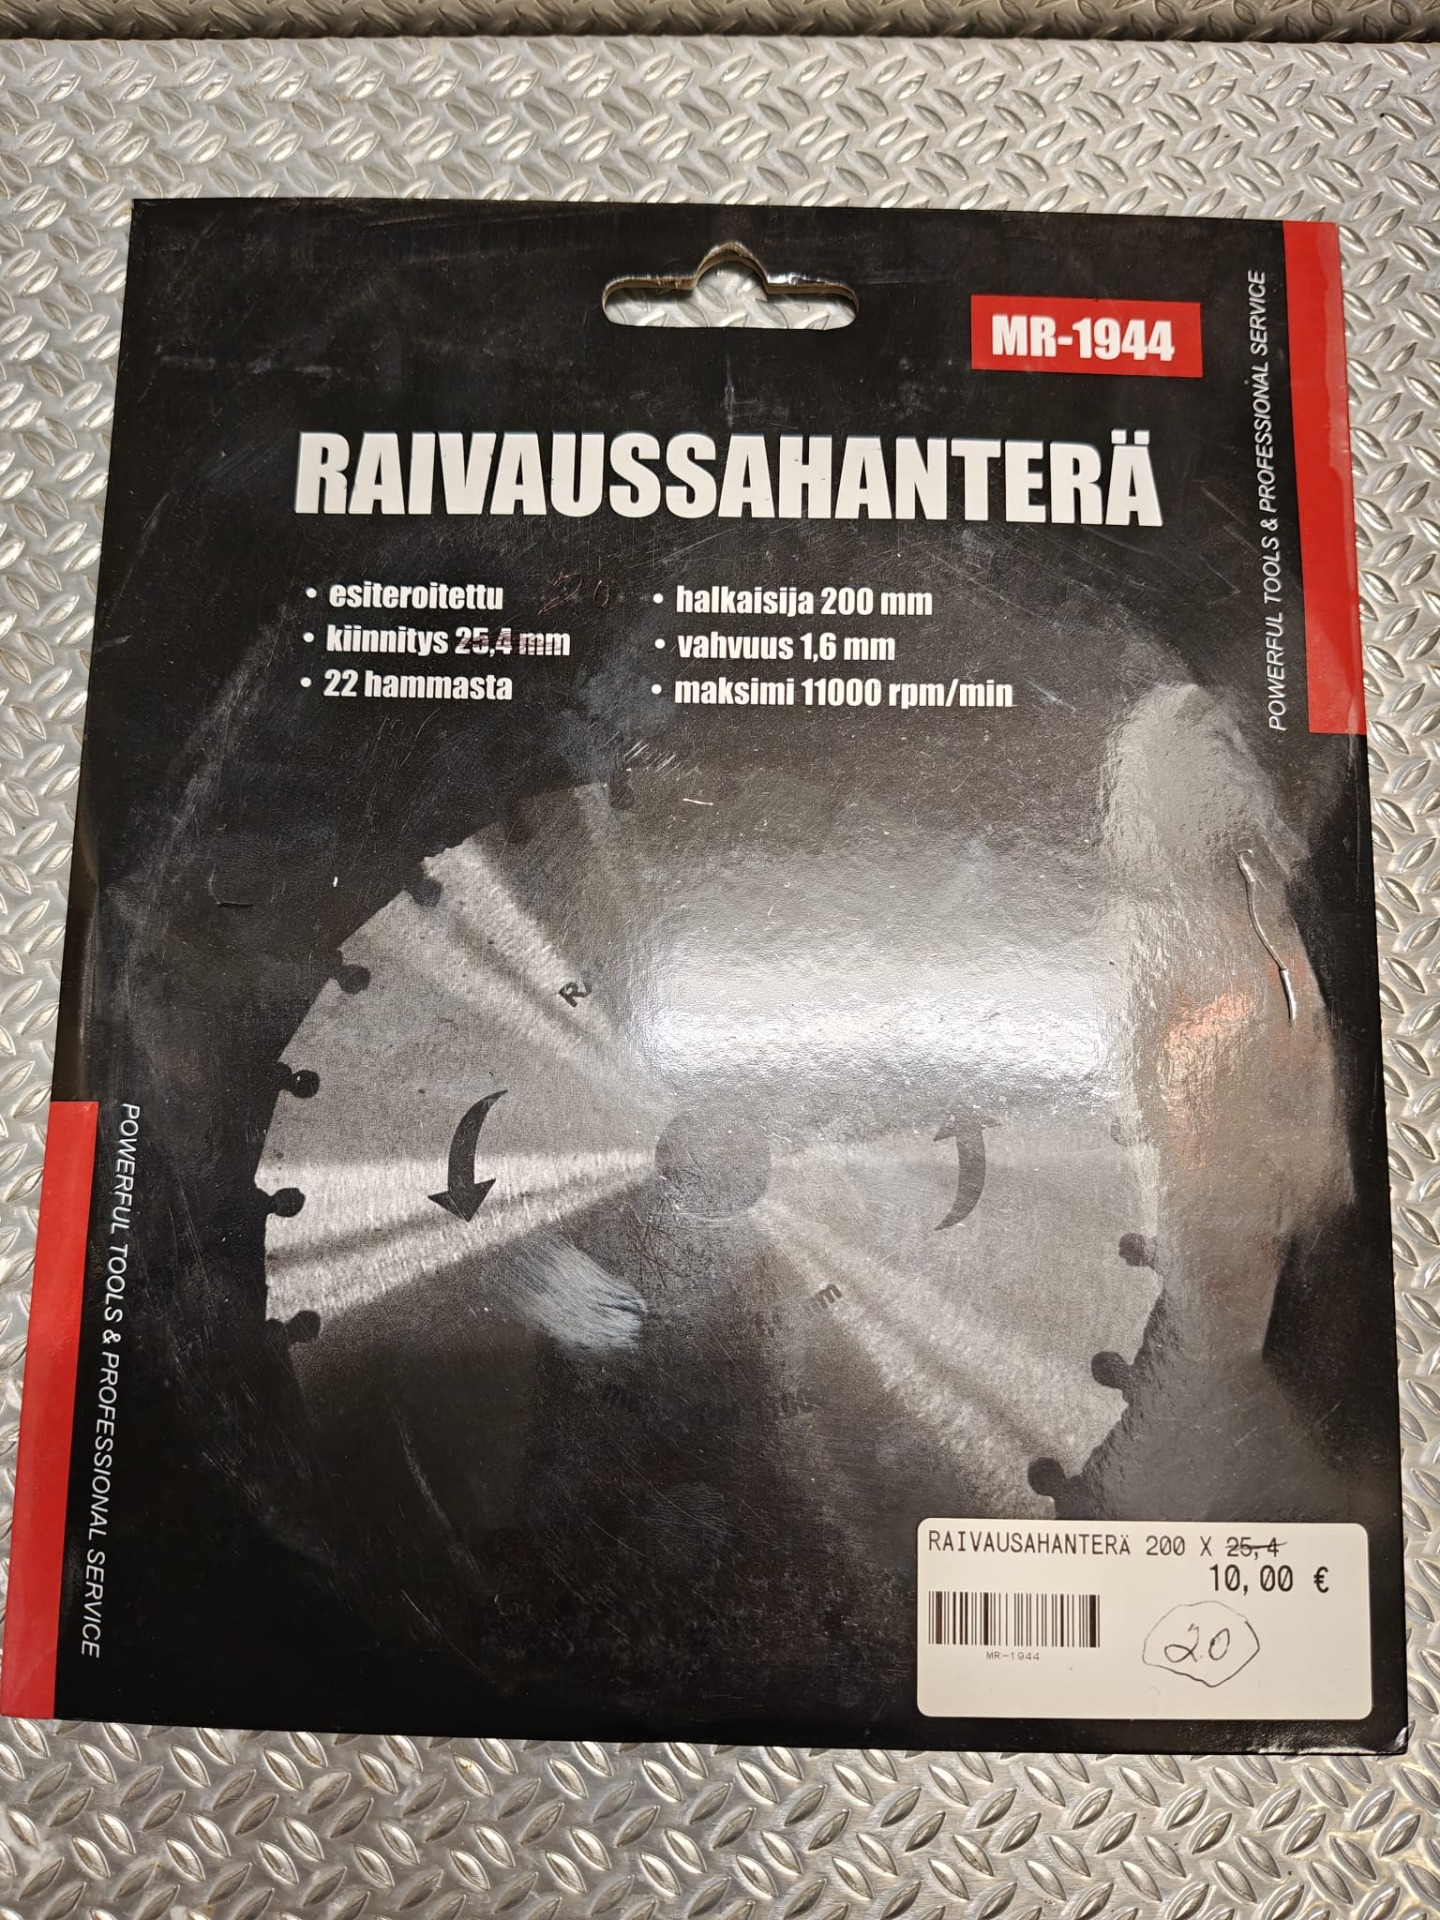 MR-1944
POWERFUL TOOLS & PROFESSIONAL SERVICE
RAIVAUSSAHANTERÄ
• esiteroitettu 20
• kiinnitys 25,4 mm
• 22 hammasta
• halkaisija 200 mm
• vahvuus 1,6 mm
• maksimi 11000 rpm/min
POWERFUL TOOLS & PROFESSIONAL SERVICE
RAIVAUSAHANTERÄ 200 X 25,4
10,00 €
MR-1944
20